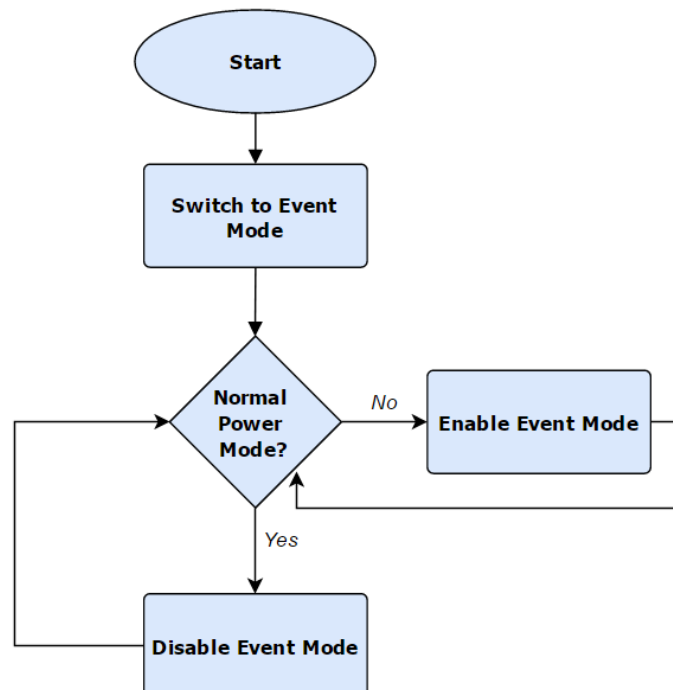 Start
Switch to Event
Mode
Normal
Power
Mode?
No
Enable Event Mode
Yes
Disable Event Mode